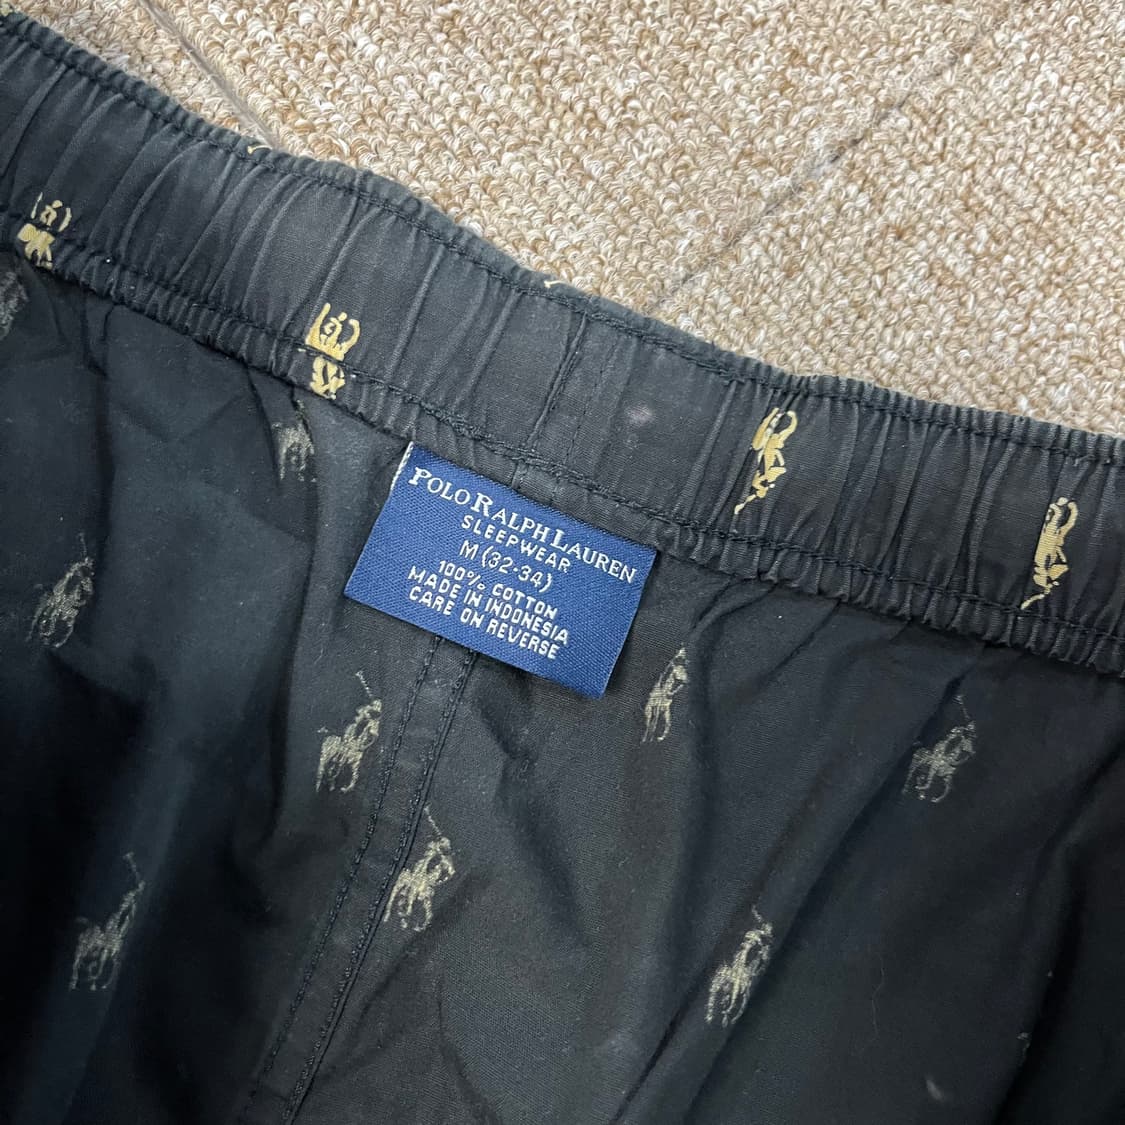 POLO RALPH LAUREN
SLEEPWEAR
M (32-34)
100% COTTON
MADE IN INDONESIA
CARE ON REVERSE